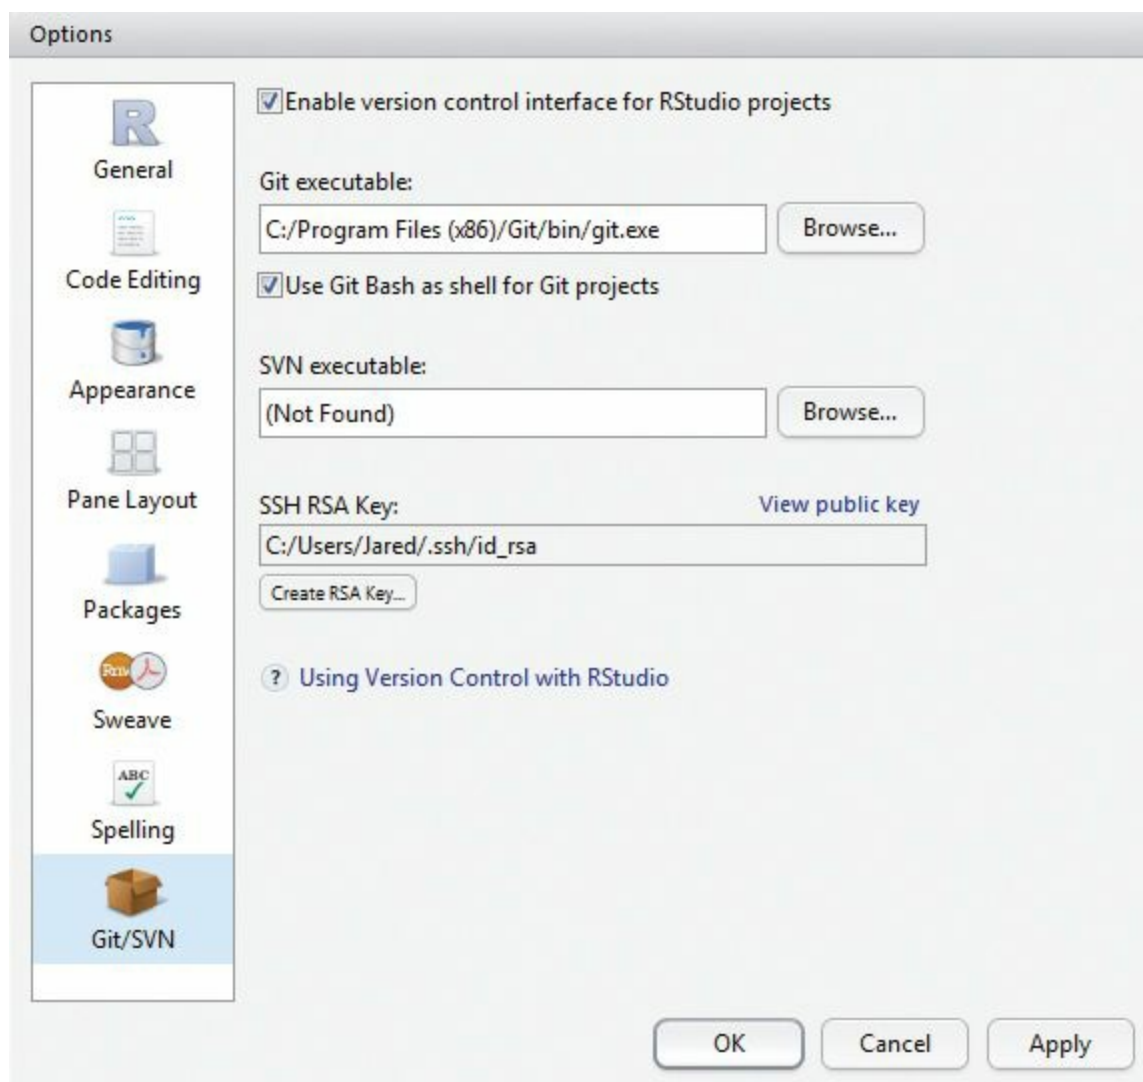 Options
General
Code Editing
Appearance
Pane Layout
Packages
Rnw
Sweave
ABC
Spelling
Git/SVN
Enable version control interface for RStudio projects
Git executable:
C:/Program Files (x86)/Git/bin/git.exe
Browse...
Use Git Bash as shell for Git projects
SVN executable:
(Not Found)
Browse...
SSH RSA Key:
View public key
C:/Users/Jared/.ssh/id_rsa
Create RSA Key...
? Using Version Control with RStudio
OK
Cancel
Apply